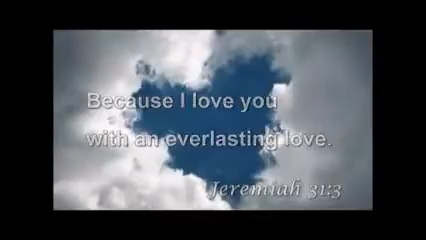 Because I love you
with an everlasting love.
Jeremiah 31:3